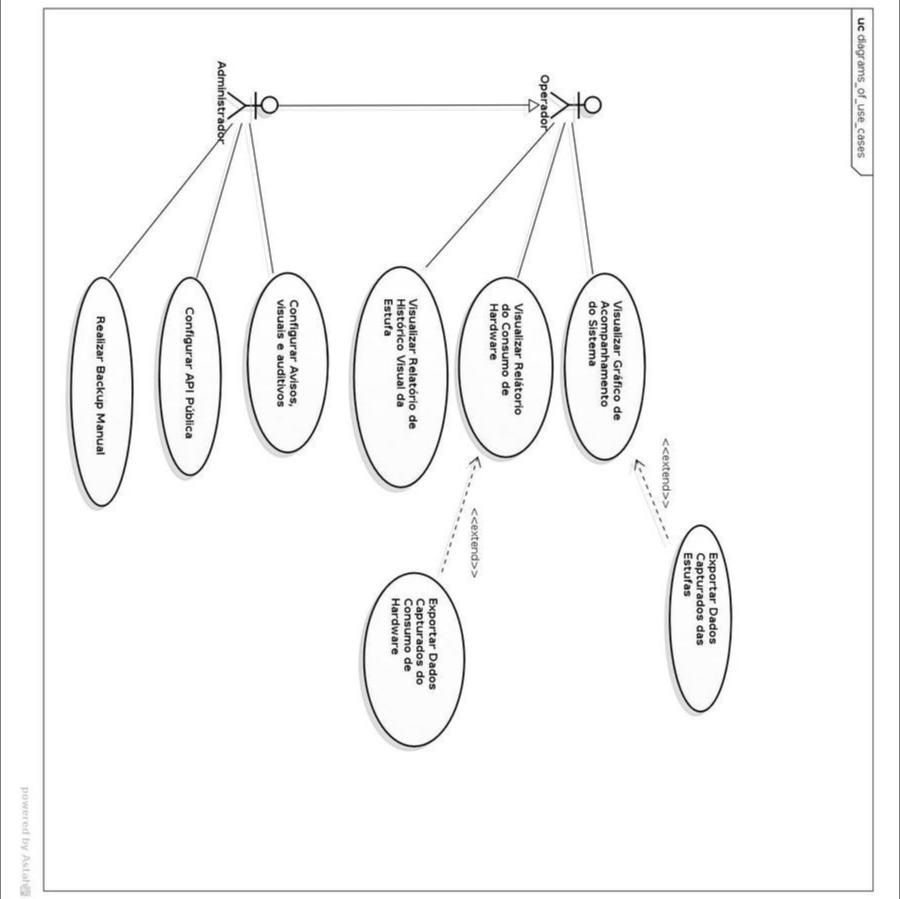 uc diagrams_of_use_cases
Operador
Visualizar Gráfico de
Acompanhamento
do Sistema
<<extend>>
Exportar Dados
Capturados das
Estufas
Visualizar Relátorio
do Consumo de
Hardware
<<extend>>
Exportar Dados
Capturados do
Consumo de
Hardware
Visualizar Relatório de
Histórico Visual da
Estufa
Administrador
Configurar Avisos,
visuais e auditivos
Configurar API Pública
Realizar Backup Manual
powered by Astah